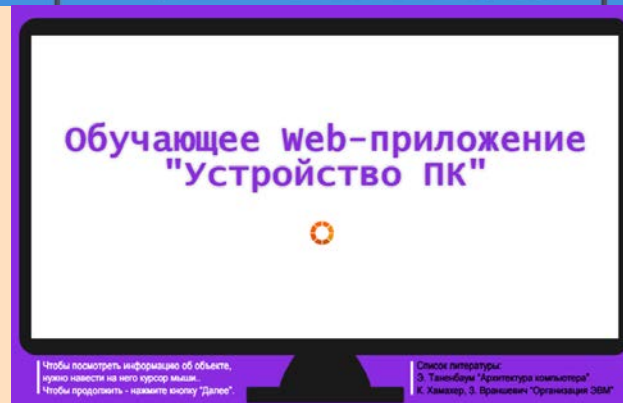 Обучающее Web-приложение
"Устройство ПК"
Чтобы посмотреть информацию об объекте,
нужно навести на него курсор мыши..
Чтобы продолжить - нажмите кнопку "Далее".
Список литературы:
Э. Таненбаум "Архитектура компьютера"
К. Хамахер, З. Враншевич "Организация ЭВМ"